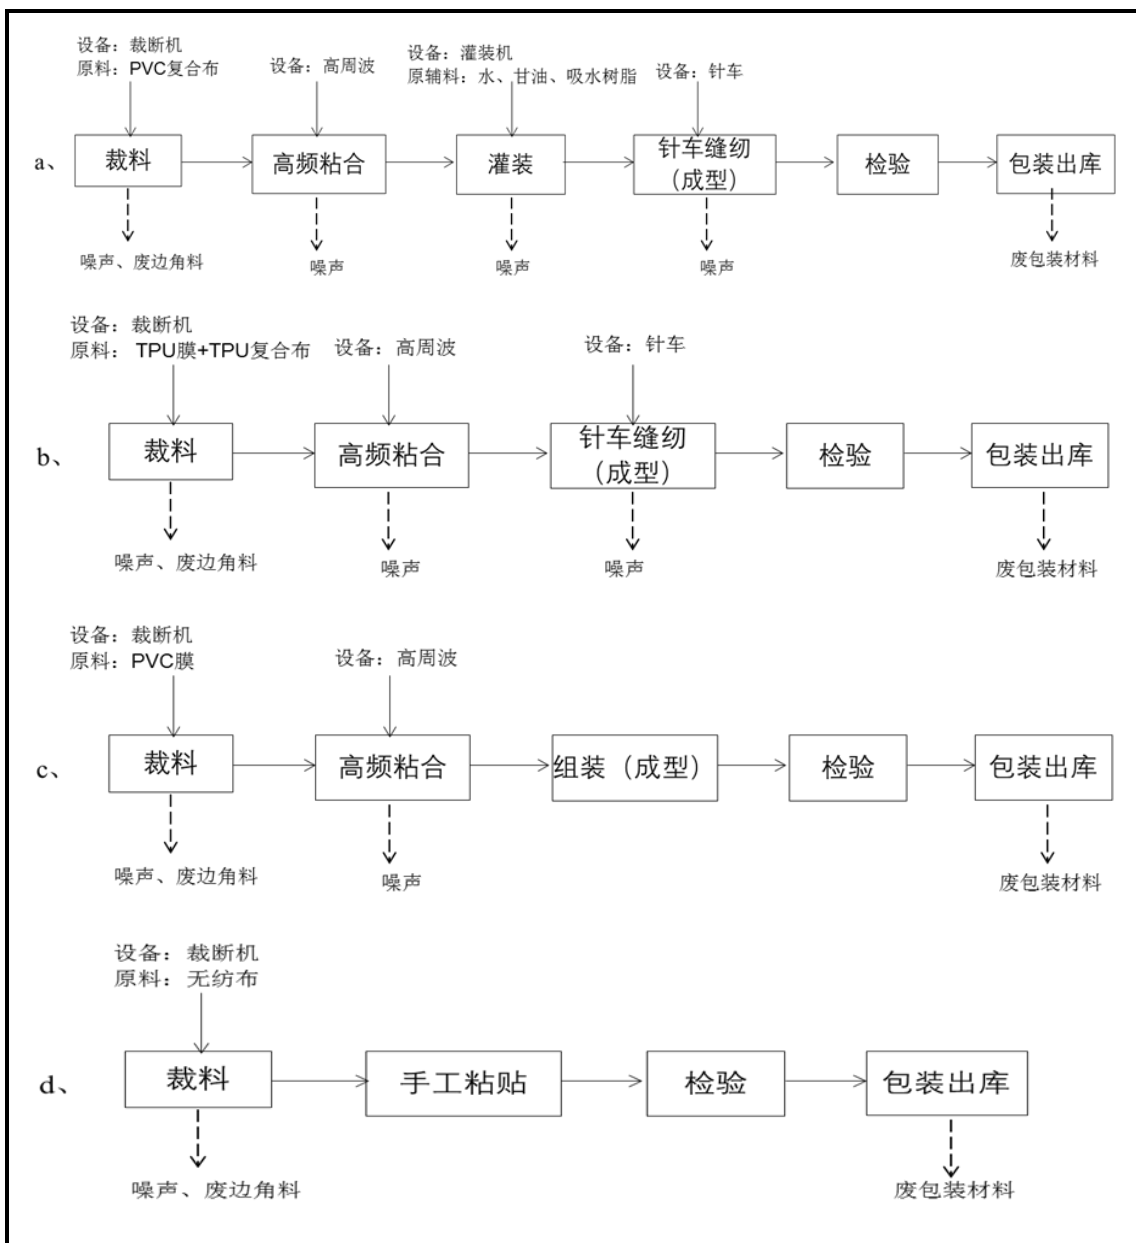 设备：裁断机
原料：PVC复合布
设备：高周波
设备：灌装机
原辅料：水、甘油、吸水树脂
设备：针车
a、
裁料
高频粘合
灌装
针车缝纫
（成型）
检验
包装出库
噪声、废边角料
噪声
噪声
噪声
废包装材料
设备：裁断机
原料： TPU膜+TPU复合布
设备：高周波
设备：针车
b、
裁料
高频粘合
针车缝纫
（成型）
检验
包装出库
噪声、废边角料
噪声
噪声
废包装材料
设备：裁断机
原料：PVC膜
设备：高周波
c、
裁料
高频粘合
组装（成型）
检验
包装出库
噪声、废边角料
噪声
废包装材料
设备：裁断机
原料：无纺布
d、
裁料
手工粘贴
检验
包装出库
噪声、废边角料
废包装材料